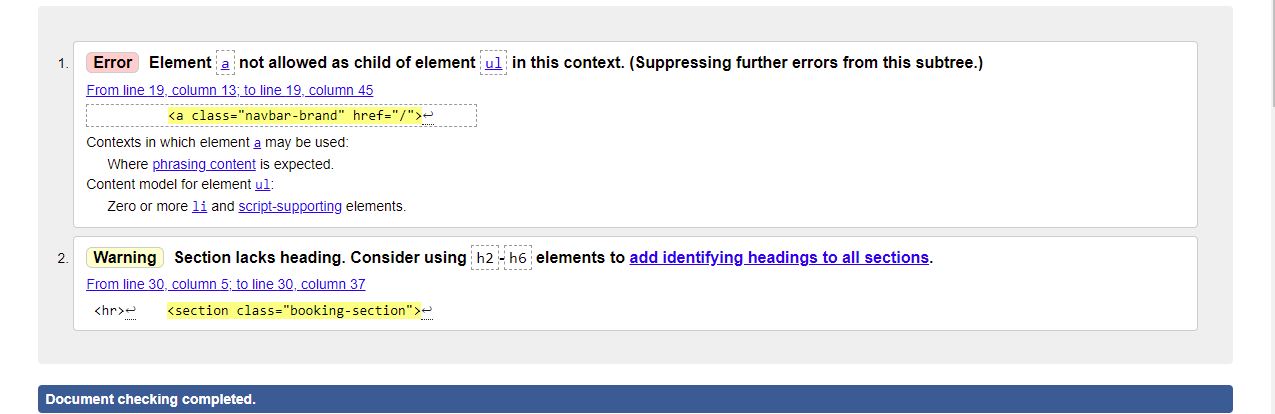 1. Error Element a not allowed as child of element ul in this context. (Suppressing further errors from this subtree.)
From line 19, column 13; to line 19, column 45
<a class="navbar-brand" href="/">↩
Contexts in which element a may be used:
Where phrasing content is expected.
Content model for element ul:
Zero or more li and script-supporting elements.
2. Warning Section lacks heading. Consider using h2-h6 elements to add identifying headings to all sections.
From line 30, column 5; to line 30, column 37
<hr>↩ <section class="booking-section">↩
Document checking completed.